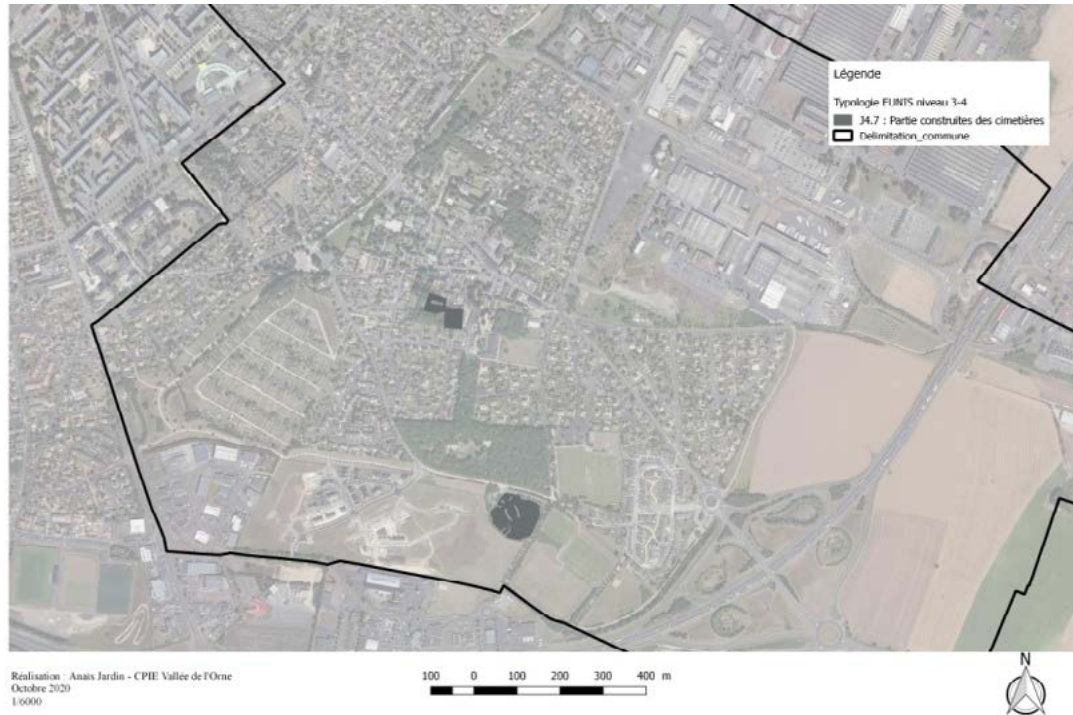 Légende
Typologie EUNIS niveau 3-4
J4.7 : Partie construites des cimetières
Delimitation_commune
Réalisation : Anais Jardin - CPIE Vallée de l'Orne
Octobre 2020
1/6000
100 0 100 200 300 400 m
N